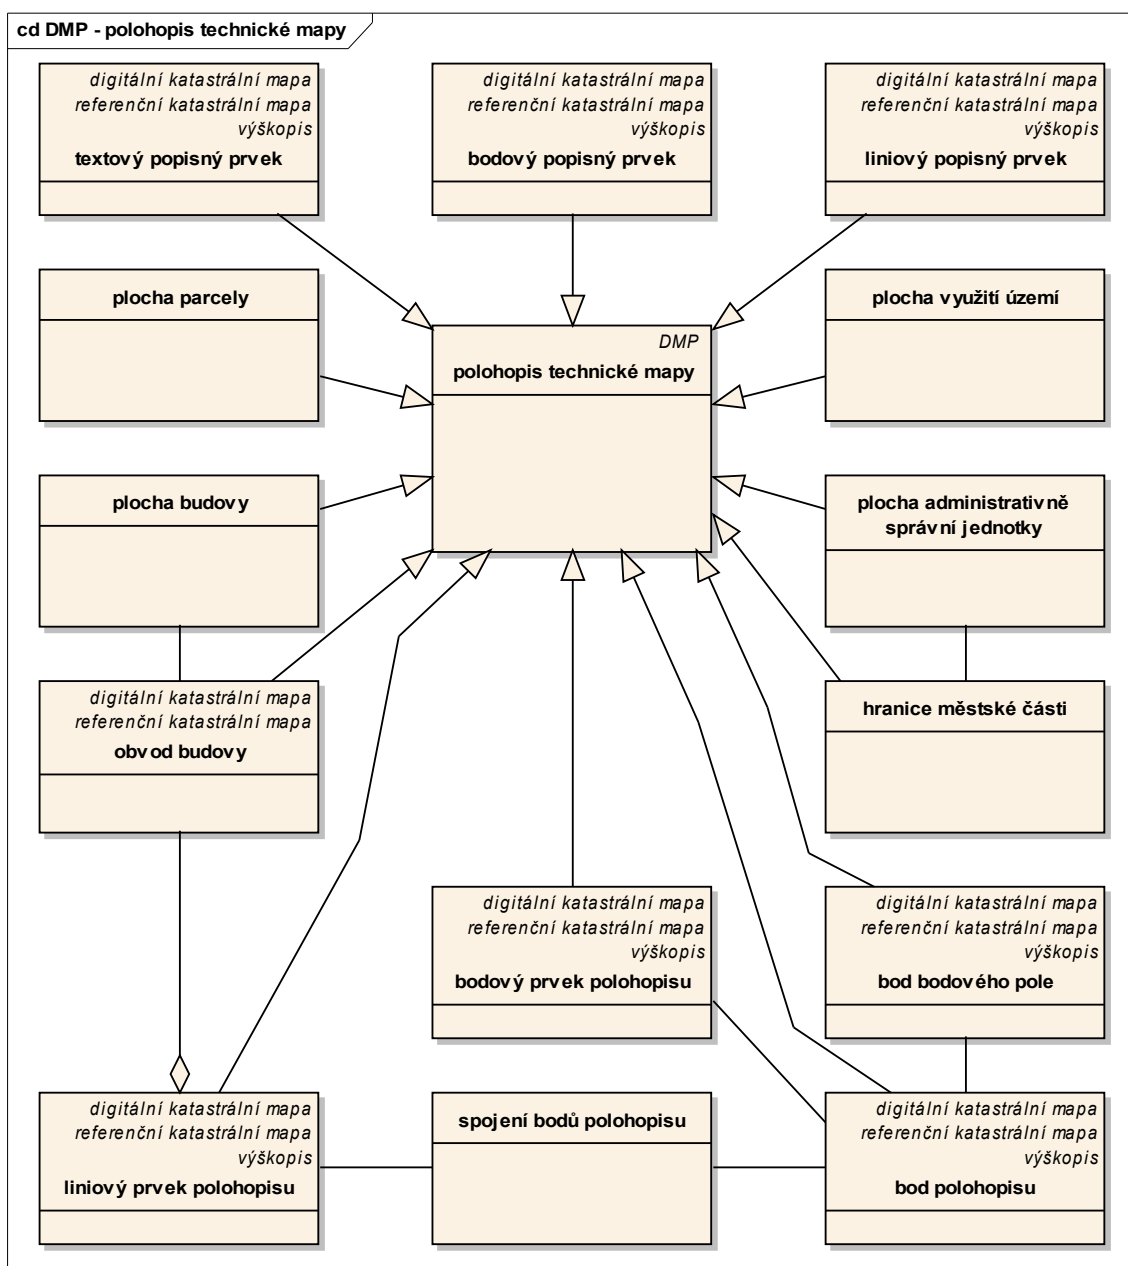 cd DMP - polohopis technické mapy
digitální katastrální mapa
referenční katastrální mapa
výškopis
textový popisný prvek
digitální katastrální mapa
referenční katastrální mapa
výškopis
bodový popisný prvek
digitální katastrální mapa
referenční katastrální mapa
výškopis
liniový popisný prvek
plocha parcely
DMP
polohopis technické mapy
plocha využití území
plocha budovy
plocha administrativně
správní jednotky
digitální katastrální mapa
referenční katastrální mapa
obvod budovy
hranice městské části
digitální katastrální mapa
referenční katastrální mapa
výškopis
bodový prvek polohopisu
digitální katastrální mapa
referenční katastrální mapa
výškopis
bod bodového pole
digitální katastrální mapa
referenční katastrální mapa
výškopis
liniový prvek polohopisu
spojení bodů polohopisu
digitální katastrální mapa
referenční katastrální mapa
výškopis
bod polohopisu